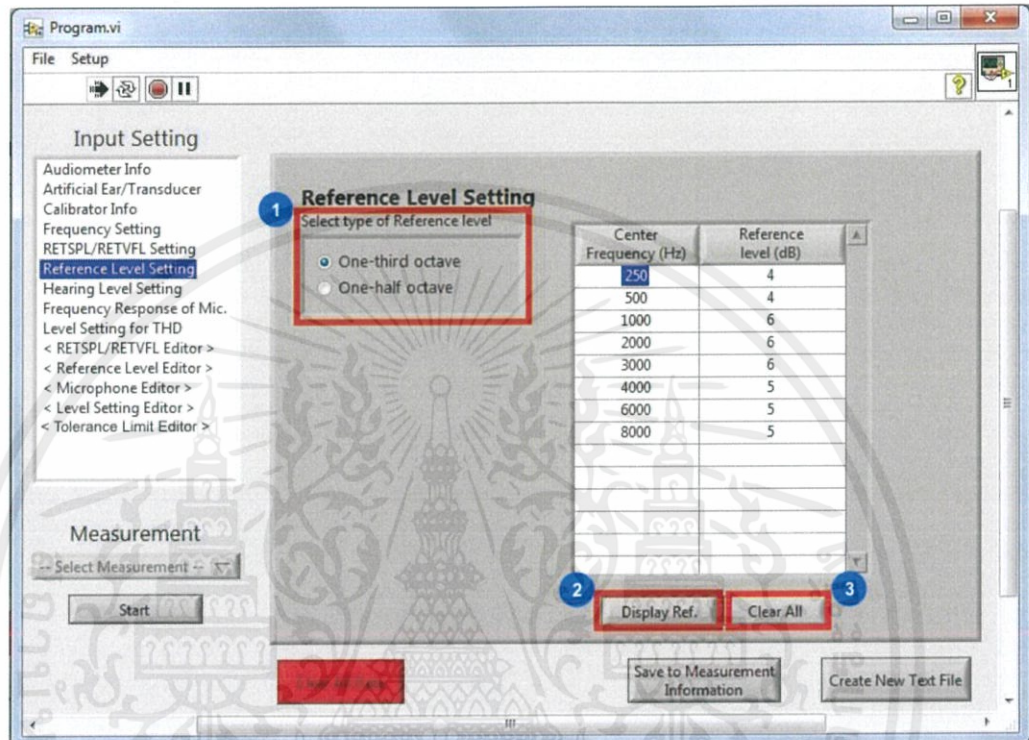 Program.vi
File Setup
1
Input Setting
Audiometer Info
Artificial Ear/Transducer
Calibrator Info
Frequency Setting
RETSPL/RETVFL Setting
Reference Level Setting
Hearing Level Setting
Frequency Response of Mic.
Level Setting for THD
< RETSPL/RETVFL Editor >
< Reference Level Editor >
< Microphone Editor >
< Level Setting Editor >
< Tolerance Limit Editor >
Measurement
-- Select Measurement --
Start
1
Reference Level Setting
Select type of Reference level
One-third octave
One-half octave
Center Reference
Frequency (Hz) level (dB)
250 4
500 4
1000 6
2000 6
3000 6
4000 5
6000 5
8000 5
2 3
Display Ref. Clear All
Save to Measurement
Information
Create New Text File